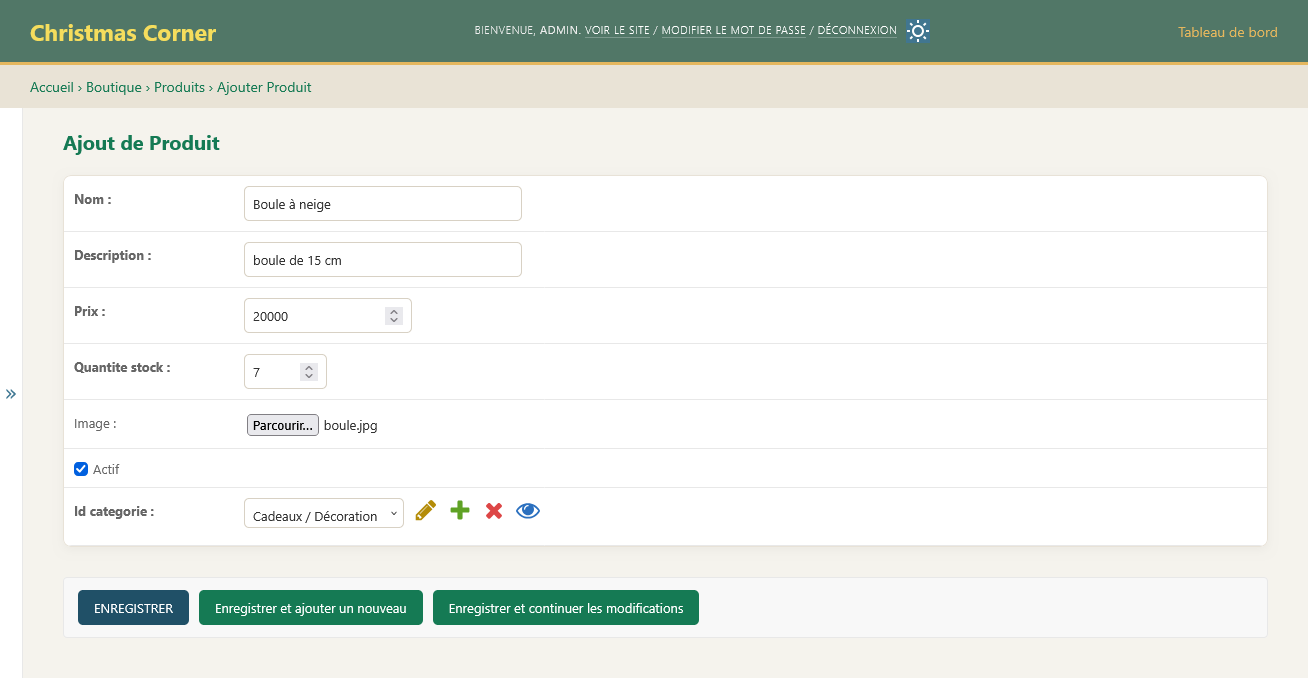 Christmas Corner
BIENVENUE, ADMIN. VOIR LE SITE / MODIFIER LE MOT DE PASSE / DÉCONNEXION
Tableau de bord
Accueil › Boutique › Produits › Ajouter Produit
Ajout de Produit
Nom : Boule à neige
Description : boule de 15 cm
Prix : 20000
Quantite stock : 7
Image : Parcourir... boule.jpg
Actif
Id categorie : Cadeaux / Décoration
ENREGISTRER Enregistrer et ajouter un nouveau Enregistrer et continuer les modifications